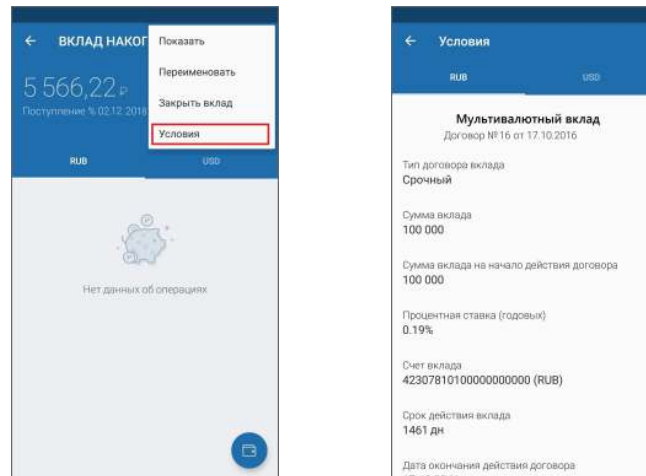 ВКЛАД НАКОГ
5 566,22 ₽
Поступление % 02.12.2018
Показать
Переименовать
Закрыть вклад
Условия
RUB USD
Нет данных об операциях
Условия
RUB USD
Мультивалютный вклад
Договор № 16 от 17.10.2016
Тип договора вклада
Срочный
Сумма вклада
100 000
Сумма вклада на начало действия договора
100 000
Процентная ставка (годовых)
0.19%
Счет вклада
42307810100000000000 (RUB)
Срок действия вклада
1461 дн
Дата окончания действия договора